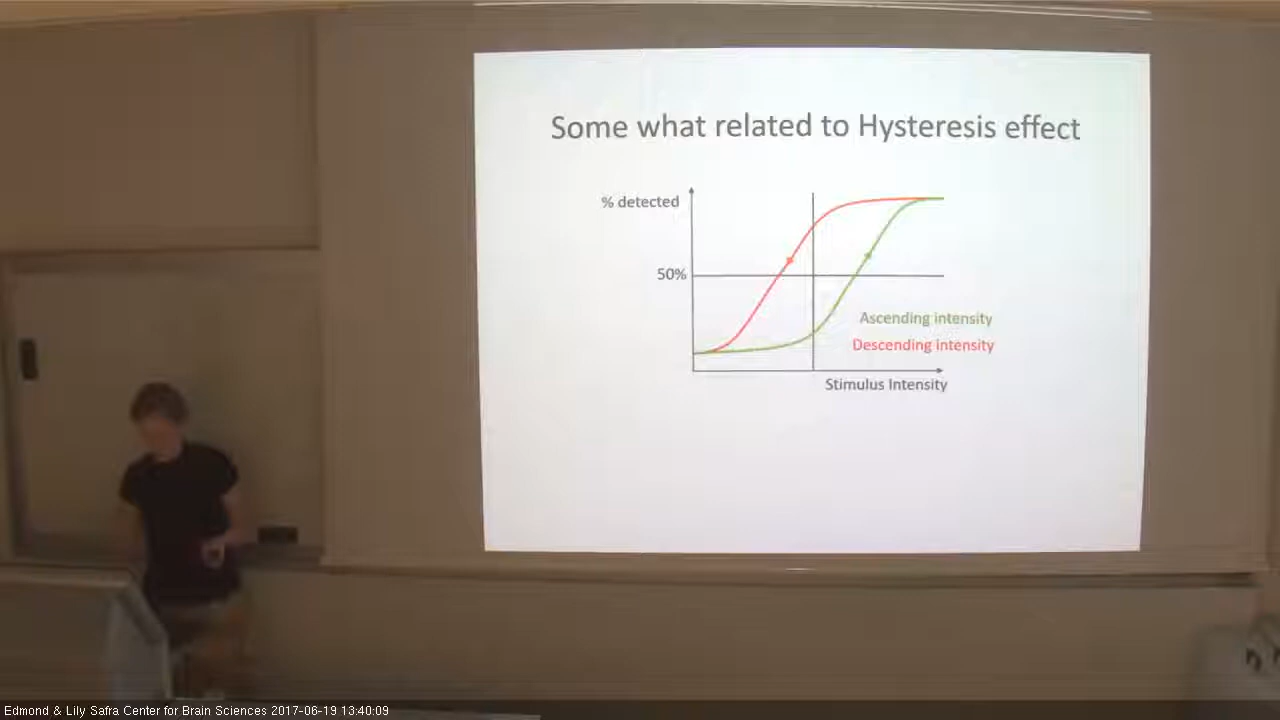 Some what related to Hysteresis effect
% detected
50%
Ascending intensity
Descending intensity
Stimulus Intensity
Edmond & Lily Safra Center for Brain Sciences 2017-06-19 13:40:09